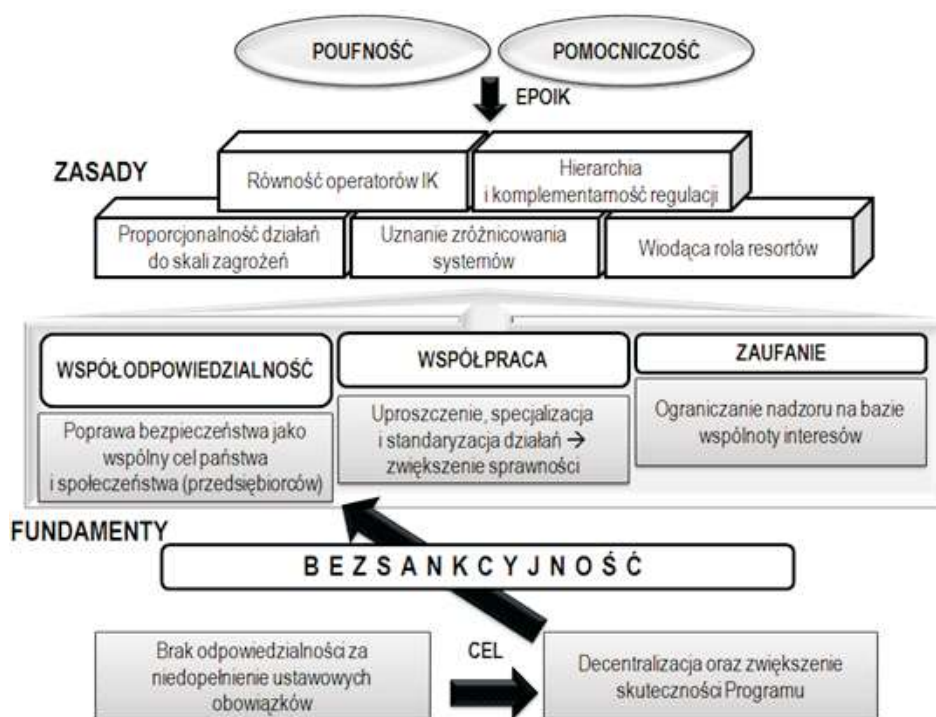 POUFNOŚĆ
POMOCNICZOŚĆ
EPOIK
ZASADY
Równość operatorów IK
Hierarchia
i komplementarność regulacji
Proporcjonalność działań
do skali zagrożeń
Uznanie zróżnicowania
systemów
Wiodąca rola resortów
WSPÓŁODPOWIEDZIALNOŚĆ
Poprawa bezpieczeństwa jako
wspólny cel państwa
i społeczeństwa (przedsiębiorców)
WSPÓŁPRACA
Uproszczenie, specjalizacja
i standaryzacja działań →
zwiększenie sprawności
ZAUFANIE
Ograniczanie nadzoru na bazie
wspólnoty interesów
FUNDAMENTY
BEZSANKCYJNOŚĆ
Brak odpowiedzialności za
niedopełnienie ustawowych
obowiązków
CEL
Decentralizacja oraz zwiększenie
skuteczności Programu